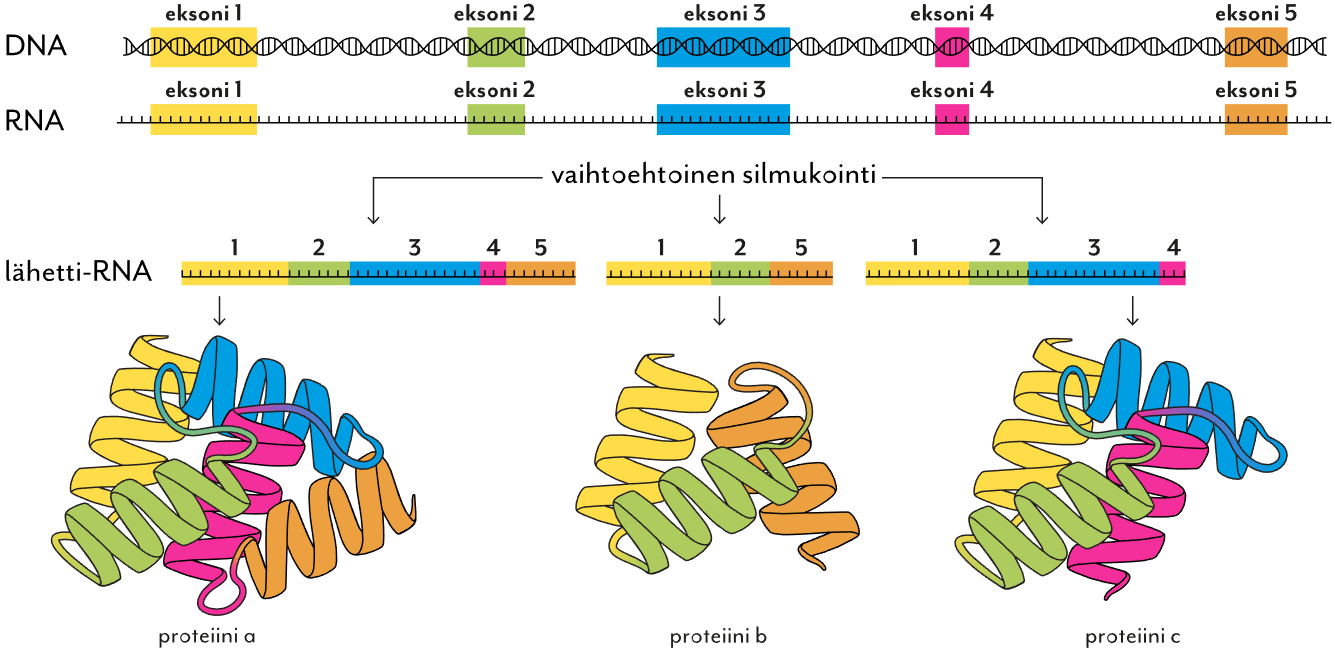 eksoni 1 eksoni 2 eksoni 3 eksoni 4 eksoni 5
DNA
eksoni 1 eksoni 2 eksoni 3 eksoni 4 eksoni 5
RNA
vaihtoehtoinen silmukointi
1 2 3 4 5 1 2 5 1 2 3 4
lähetti-RNA
proteiini a proteiini b proteiini c